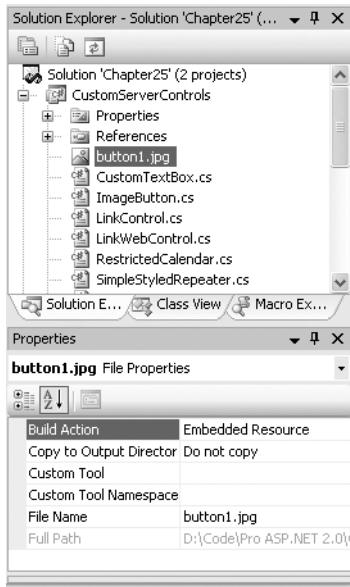 Solution Explorer - Solution 'Chapter25' (...
Solution 'Chapter25' (2 projects)
CustomServerControls
Properties
References
button1.jpg
CustomTextBox.cs
ImageButton.cs
LinkControl.cs
LinkWebControl.cs
RestrictedCalendar.cs
SimpleStyledRepeater.cs
Solution E... Class View Macro Ex...
Properties
button1.jpg File Properties
Build Action Embedded Resource
Copy to Output Director Do not copy
Custom Tool
Custom Tool Namespace
File Name button1.jpg
Full Path D:\Code\Pro ASP.NET 2.0\